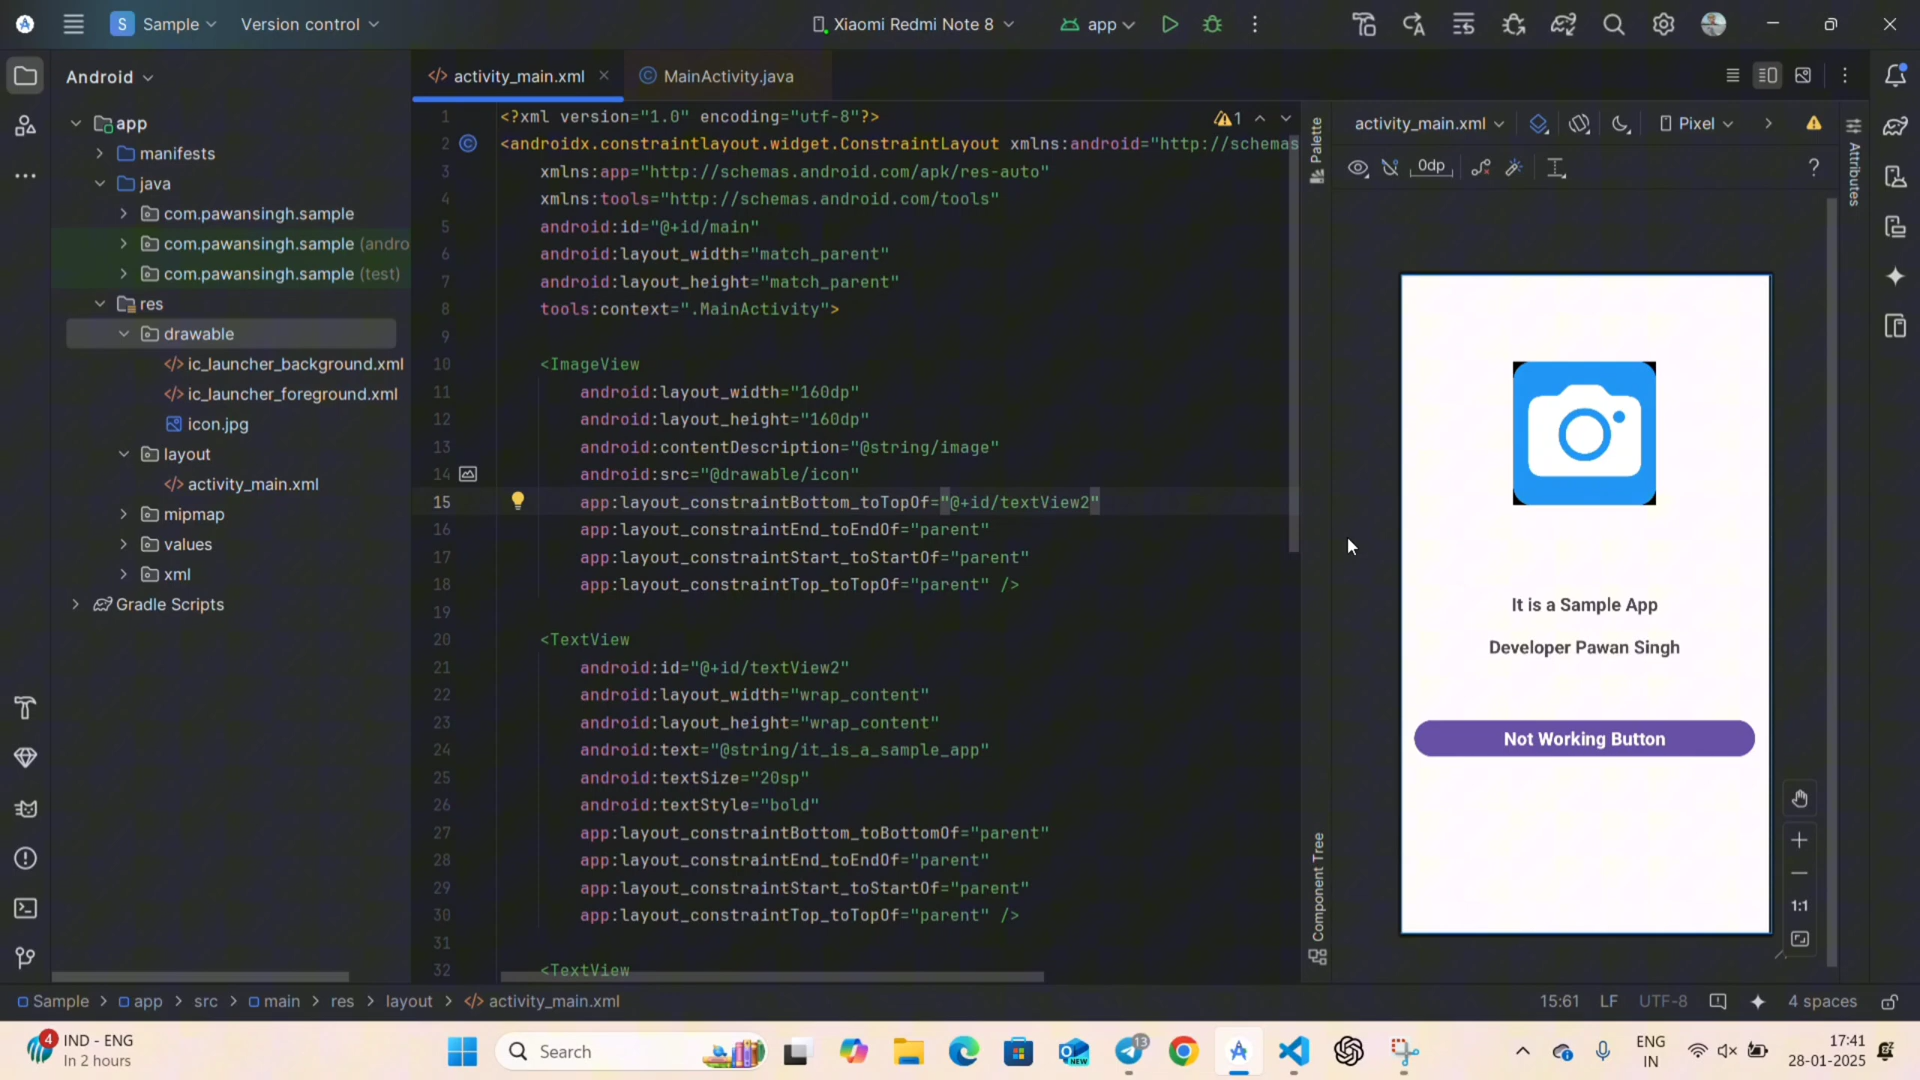 S Sample Version control
Xiaomi Redmi Note 8
app
Android
activity_main.xml
MainActivity.java
app
manifests
java
com.pawansingh.sample
com.pawansingh.sample (andro
com.pawansingh.sample (test)
res
drawable
ic_launcher_background.xml
ic_launcher_foreground.xml
icon.jpg
layout
activity_main.xml
mipmap
values
xml
Gradle Scripts
1 <?xml version="1.0" encoding="utf-8"?>
2 <androidx.constraintlayout.widget.ConstraintLayout xmlns:android="http://schemas
3 xmlns:app="http://schemas.android.com/apk/res-auto"
4 xmlns:tools="http://schemas.android.com/tools"
5 android:id="@+id/main"
6 android:layout_width="match_parent"
7 android:layout_height="match_parent"
8 tools:context=".MainActivity">
9
10 <ImageView
11 android:layout_width="160dp"
12 android:layout_height="160dp"
13 android:contentDescription="@string/image"
14 android:src="@drawable/icon"
15 app:layout_constraintBottom_toTopOf="@+id/textView2"
16 app:layout_constraintEnd_toEndOf="parent"
17 app:layout_constraintStart_toStartOf="parent"
18 app:layout_constraintTop_toTopOf="parent" />
19
20 <TextView
21 android:id="@+id/textView2"
22 android:layout_width="wrap_content"
23 android:layout_height="wrap_content"
24 android:text="@string/it_is_a_sample_app"
25 android:textSize="20sp"
26 android:textStyle="bold"
27 app:layout_constraintBottom_toBottomOf="parent"
28 app:layout_constraintEnd_toEndOf="parent"
29 app:layout_constraintStart_toStartOf="parent"
30 app:layout_constraintTop_toTopOf="parent" />
31
32 <TextView
1
Palette
Component Tree
activity_main.xml
Pixel
0dp
?
Attributes
It is a Sample App
Developer Pawan Singh
Not Working Button
1:1
Sample > app > src > main > res > layout > activity_main.xml
15:61 LF UTF-8 4 spaces
4
IND - ENG
In 2 hours
Search
NEW
13
ENG
IN
17:41
28-01-2025